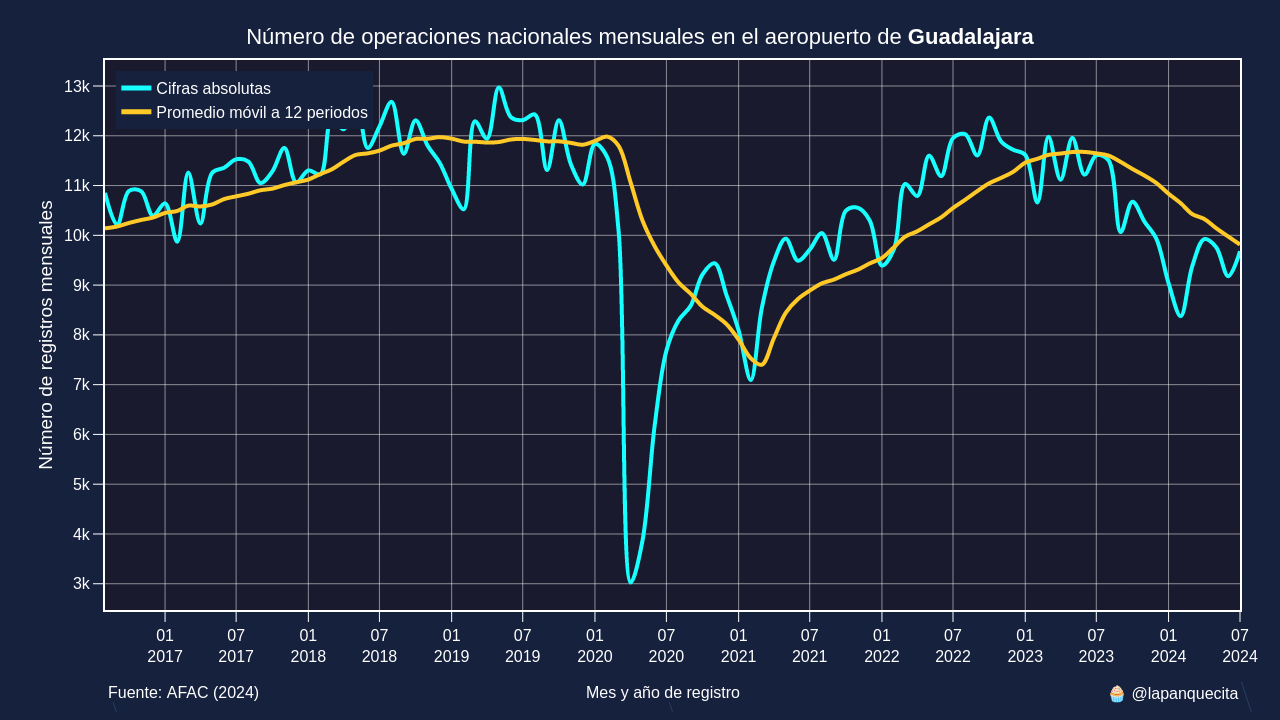 Número de operaciones nacionales mensuales en el aeropuerto de Guadalajara
Cifras absolutas
Promedio móvil a 12 periodos
Número de registros mensuales
13k
12k
11k
10k
9k
8k
7k
6k
5k
4k
3k
01 07 01 07 01 07 01 07 01 07 01 07 01 07 01 07
2017 2017 2018 2018 2019 2019 2020 2020 2021 2021 2022 2022 2023 2023 2024 2024
Fuente: AFAC (2024) Mes y año de registro 🧁 @lapanquecita